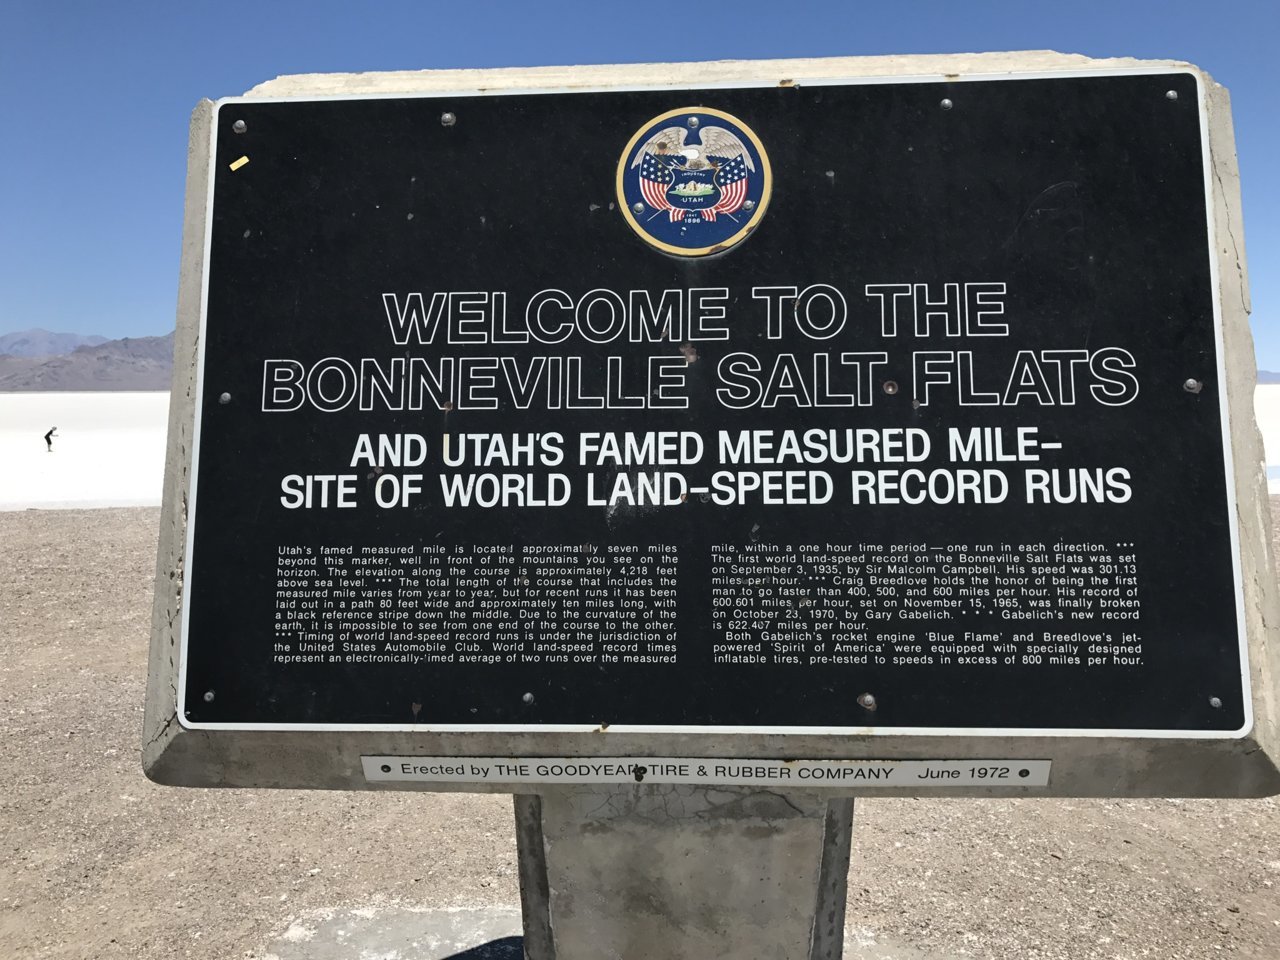 INDUSTRY
UTAH
1847
1896
WELCOME TO THE
BONNEVILLE SALT FLATS
AND UTAH'S FAMED MEASURED MILE–
SITE OF WORLD LAND–SPEED RECORD RUNS
Utah's famed measured mile is located approximately seven miles
beyond this marker, well in front of the mountains you see on the
horizon. The elevation along the course is approximately 4,218 feet
above sea level. *** The total length of the course that includes the
measured mile varies from year to year, but for recent runs it has been
laid out in a path 80 feet wide and approximately ten miles long, with
a black reference stripe down the middle. Due to the curvature of the
earth, it is impossible to see from one end of the course to the other.
*** Timing of world land-speed record runs is under the jurisdiction of
the United States Automobile Club. World land-speed record times
represent an electronically-timed average of two runs over the measured
mile, within a one hour time period — one run in each direction. ***
The first world land-speed record on the Bonneville Salt Flats was set
on September 3, 1935, by Sir Malcolm Campbell. His speed was 301.13
miles per hour. *** Craig Breedlove holds the honor of being the first
man to go faster than 400, 500, and 600 miles per hour. His record of
600.601 miles per hour, set on November 15, 1965, was finally broken
on October 23, 1970, by Gary Gabelich. * * * Gabelich's new record
is 622.407 miles per hour.
Both Gabelich's rocket engine 'Blue Flame' and Breedlove's jet-
powered 'Spirit of America' were equipped with specially designed
inflatable tires, pre-tested to speeds in excess of 800 miles per hour.
Erected by THE GOODYEAR TIRE & RUBBER COMPANY June 1972